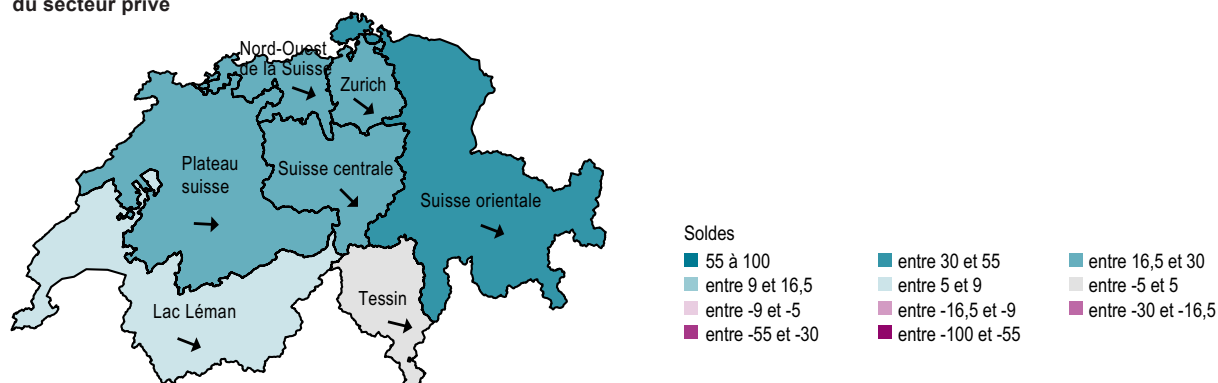 du secteur privé
Nord-Ouest
de la Suisse
Zurich
Plateau
suisse
Suisse centrale
Suisse orientale
Lac Léman
Tessin
Soldes
55 à 100
entre 30 et 55
entre 16,5 et 30
entre 9 et 16,5
entre 5 et 9
entre -5 et 5
entre -9 et -5
entre -16,5 et -9
entre -30 et -16,5
entre -55 et -30
entre -100 et -55